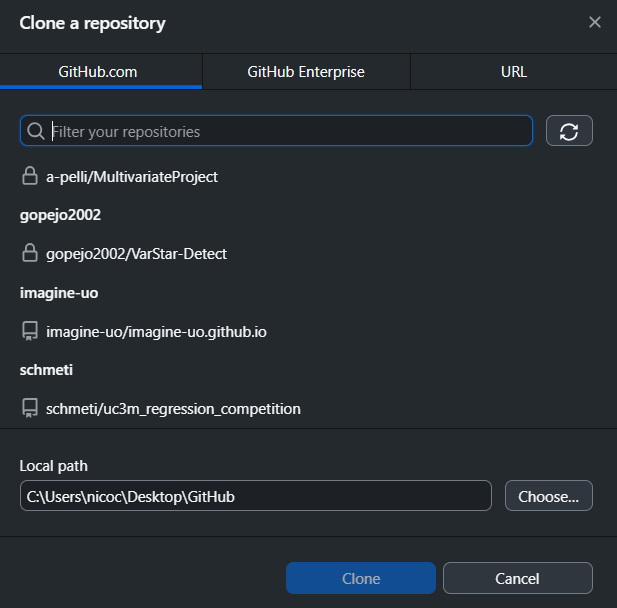 Clone a repository
GitHub.com
GitHub Enterprise
URL
Filter your repositories
a-pelli/MultivariateProject
gopejo2002
gopejo2002/VarStar-Detect
imagine-uo
imagine-uo/imagine-uo.github.io
schmeti
schmeti/uc3m_regression_competition
Local path
C:\Users\nicoc\Desktop\GitHub
Choose...
Clone
Cancel